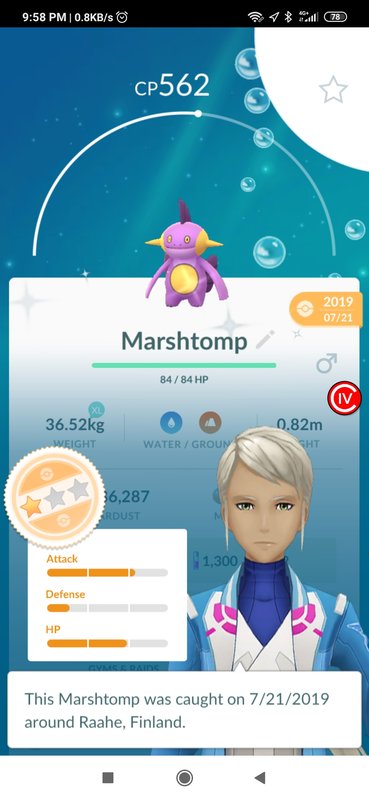 9:58 PM | 0.8KB/s
4G+
78
CP562
2019
07/21
Marshtomp
84 / 84 HP
IV
XL
36.52kg
WEIGHT
WATER / GROUN
0.82m
GHT
36,287
ARDUST
1,300
Attack
Defense
HP
GYMS & RAIDS
This Marshtomp was caught on 7/21/2019
around Raahe, Finland.